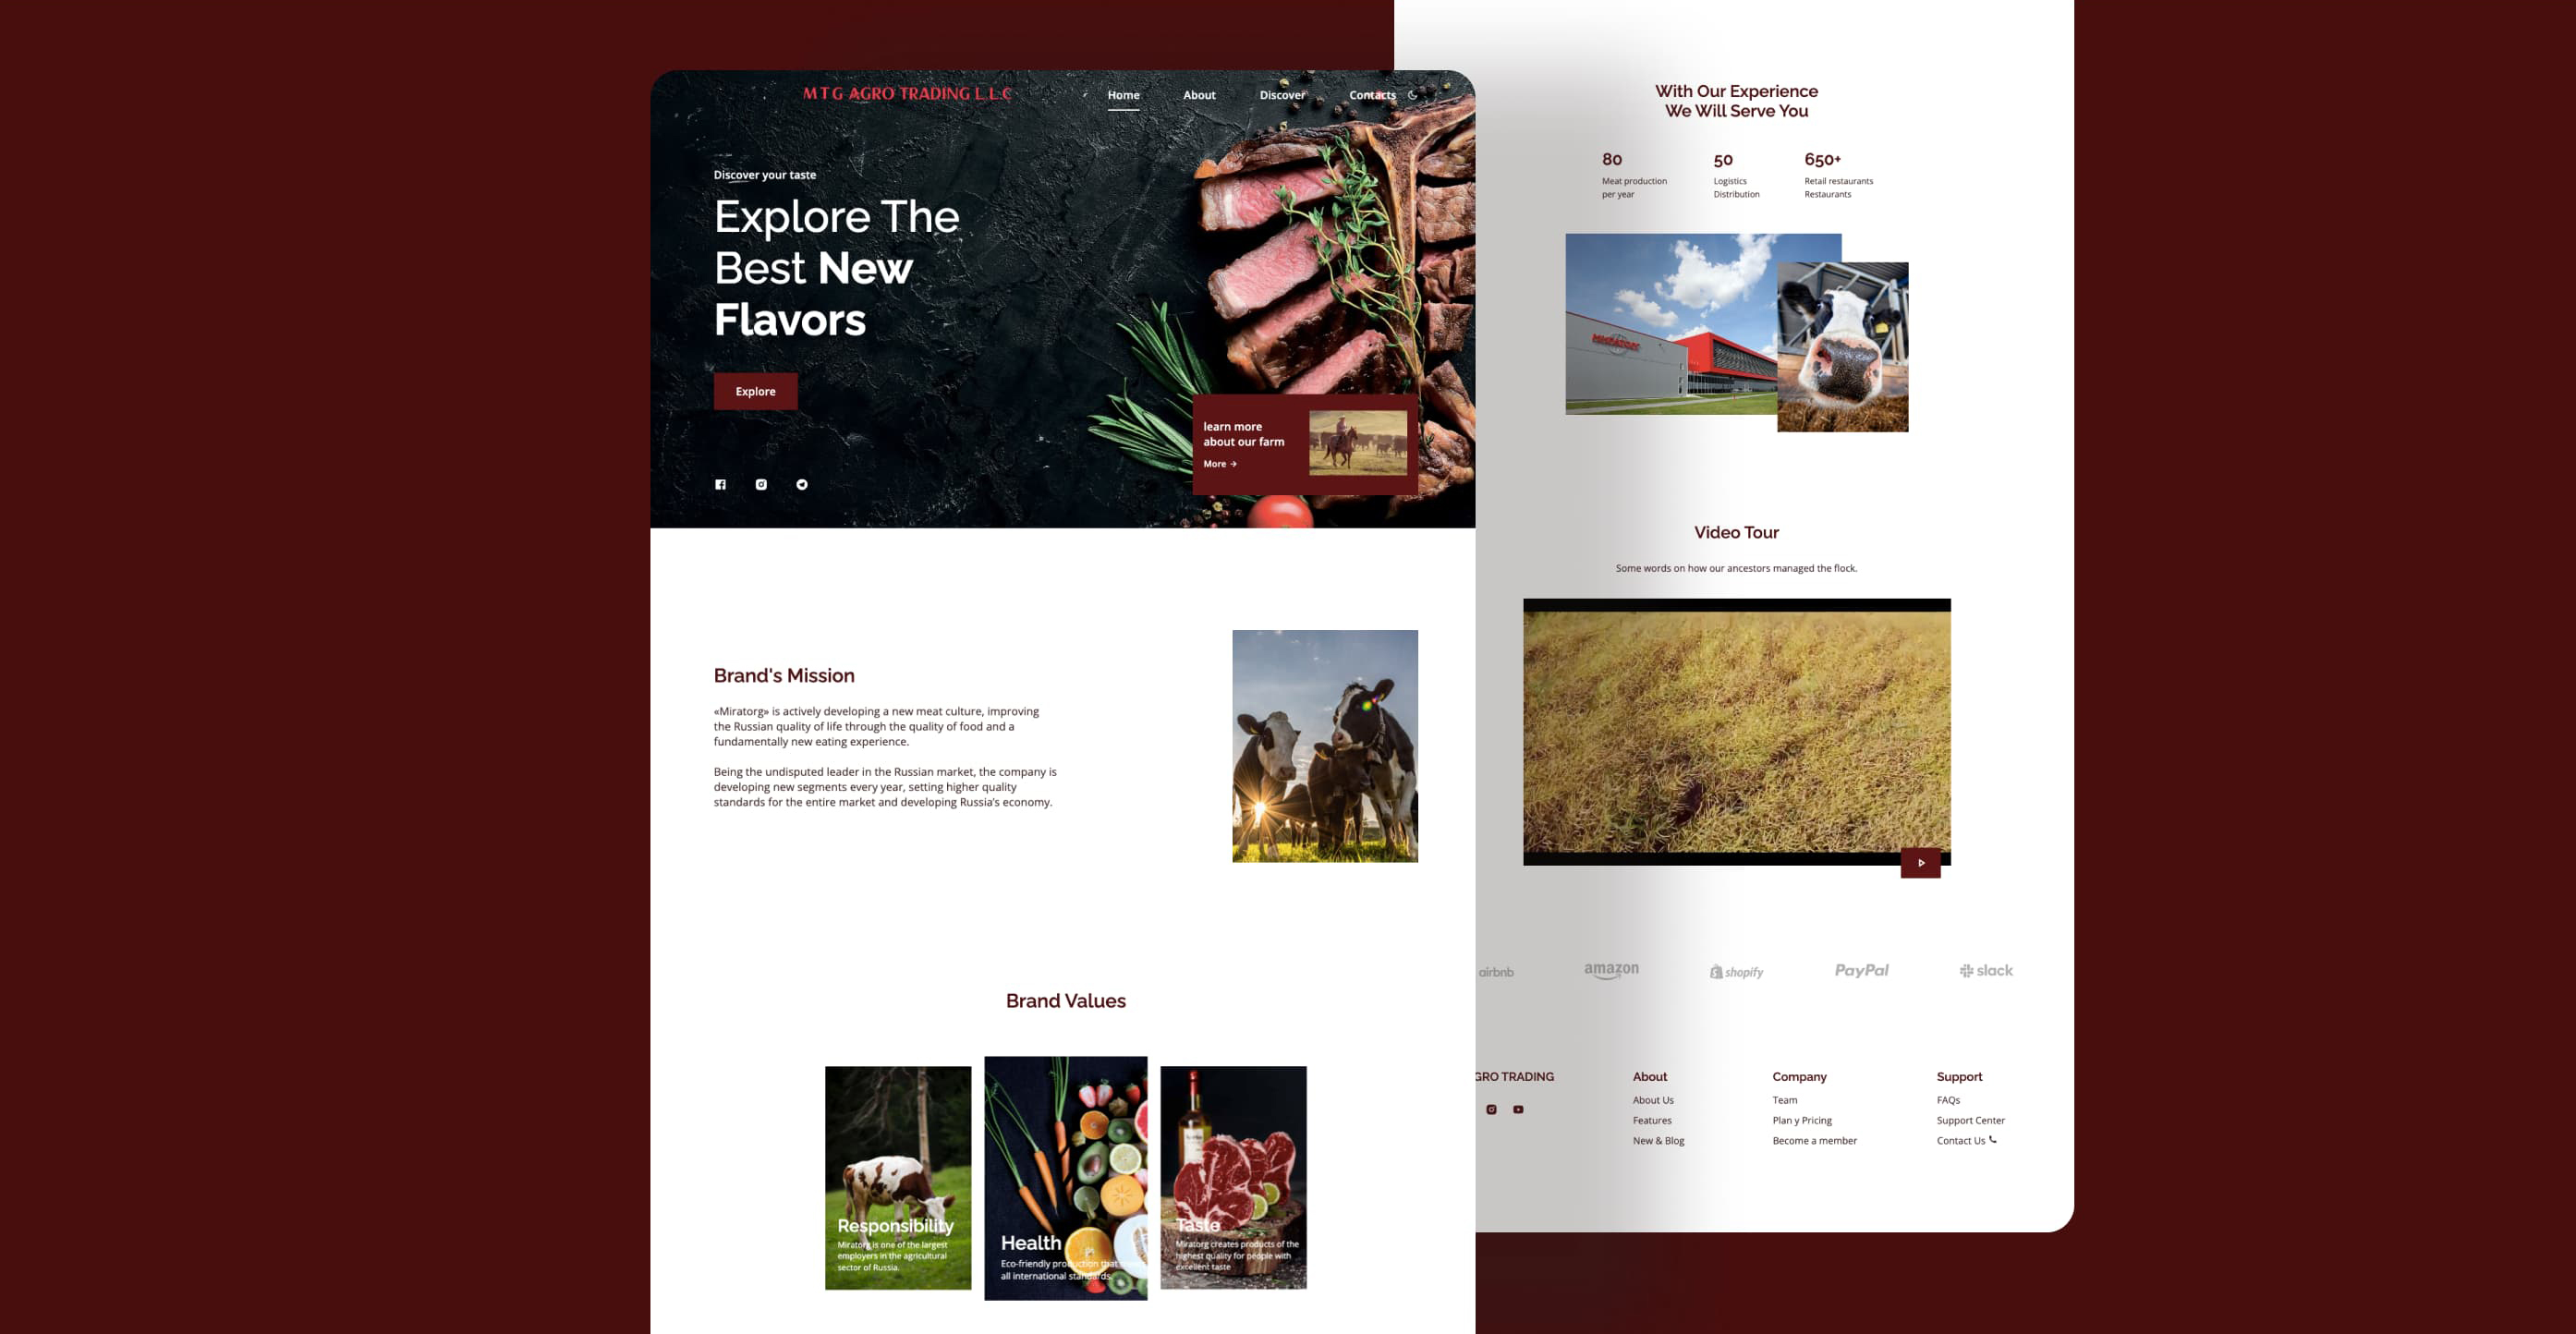 M T G AGRO TRADING L.L.C
Home
About
Discover
Contacts
Discover your taste
Explore The
Best New
Flavors
Explore
learn more
about our farm
More →
Brand's Mission
«Miratorg» is actively developing a new meat culture, improving
the Russian quality of life through the quality of food and a
fundamentally new eating experience.
Being the undisputed leader in the Russian market, the company is
developing new segments every year, setting higher quality
standards for the entire market and developing Russia's economy.
Brand Values
Responsibility
Miratorg is one of the largest
employers in the agricultural
sector of Russia.
Health
Eco-friendly production that
all international standards.
Taste
Miratorg creates products of the
highest quality for people with
excellent taste
With Our Experience
We Will Serve You
80
Meat production
per year
50
Logistics
Distribution
650+
Retail restaurants
Restaurants
Video Tour
Some words on how our ancestors managed the flock.
airbnb
amazon
shopify
PayPal
slack
GRO TRADING
About
About Us
Features
New & Blog
Company
Team
Plan y Pricing
Become a member
Support
FAQs
Support Center
Contact Us